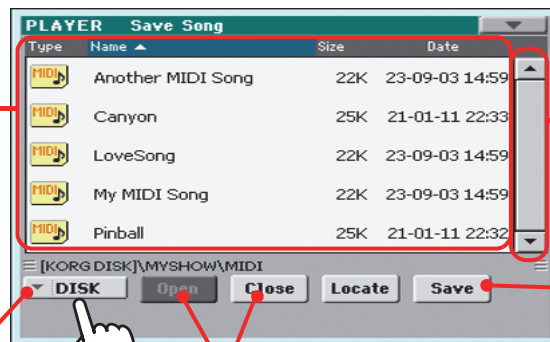 PLAYER Save Song
Type Name Size Date
MIDI Another MIDI Song 22K 23-09-03 14:59
MIDI Canyon 25K 21-01-11 22:33
MIDI LoveSong 22K 23-09-03 14:59
MIDI My MIDI Song 22K 23-09-03 14:59
MIDI Pinball 25K 21-01-11 22:32
[KORG DISK]\MYSHOW\MIDI
DISK Open Close Locate Save